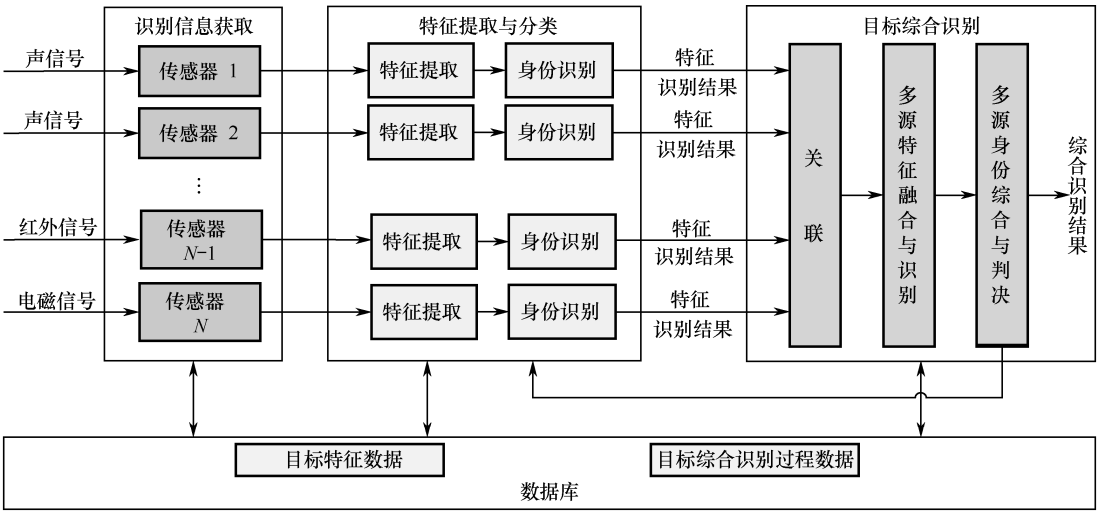 识别信息获取
特征提取与分类
目标综合识别
声信号
传感器 1
特征提取
身份识别
特征
识别结果
声信号
传感器 2
特征提取
身份识别
特征
识别结果
⋮
红外信号
传感器
N-1
特征提取
身份识别
特征
识别结果
电磁信号
传感器
N
特征提取
身份识别
特征
识别结果
关联
多源特征融合与识别
多源身份综合与判决
综合识别结果
目标特征数据
目标综合识别过程数据
数据库